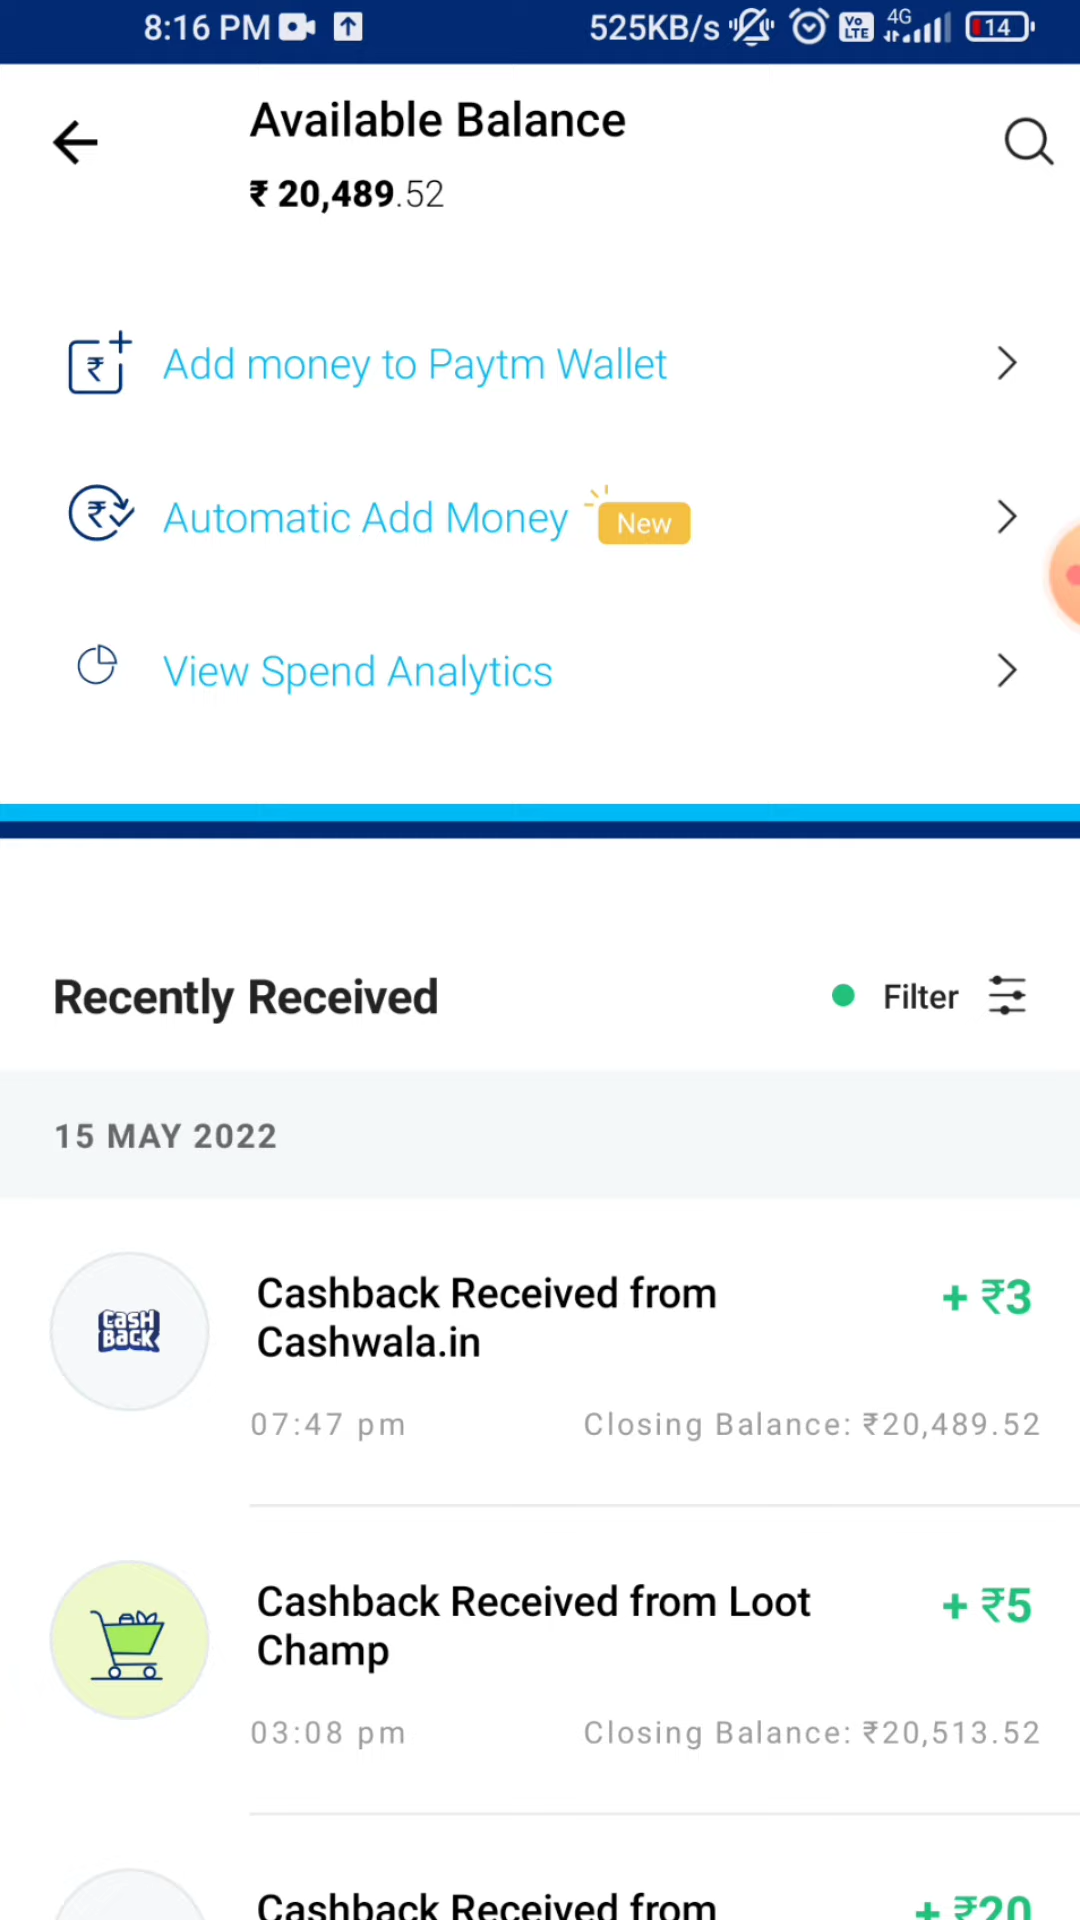 8:16 PM 525KB/s Vo LTE 4G 14
Available Balance
₹ 20,489.52
₹ Add money to Paytm Wallet
₹ Automatic Add Money New
View Spend Analytics
Recently Received Filter
15 MAY 2022
CASH BACK
Cashback Received from + ₹3
Cashwala.in
07:47 pm Closing Balance: ₹20,489.52
Cashback Received from Loot + ₹5
Champ
03:08 pm Closing Balance: ₹20,513.52
Cashback Received from + ₹20